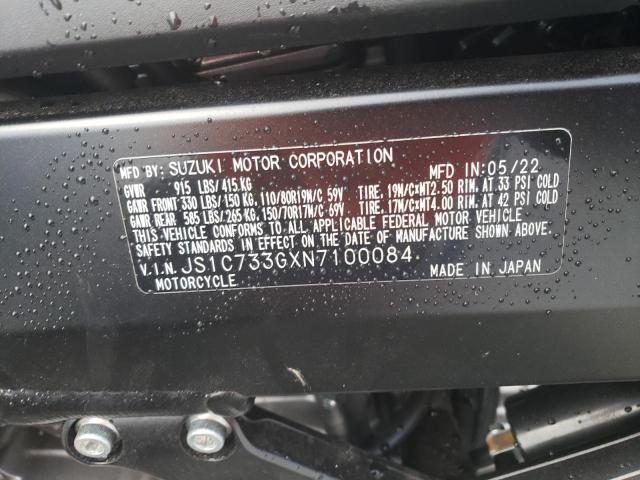 MFD BY: SUZUKI MOTOR CORPORATION MFD IN:05/22
GVWR 915 LBS/415 KG
GAWR FRONT 330 LBS/150 KG, 110/80R19M/C 59V TIRE, 19M/C×MT2.50 RIM, AT 33 PSI COLD
GAWR REAR 585 LBS/265 KG, 150/70R17M/C 69V TIRE, 17M/C×MT4.00 RIM, AT 42 PSI COLD
THIS VEHICLE CONFORMS TO ALL APPLICABLE FEDERAL MOTOR VEHICLE
SAFETY STANDARDS IN EFFECT ON THE DATE OF MANUFACTURE SHOWN ABOVE.
V.I.N. JS1C733GXN7100084
MOTORCYCLE MADE IN JAPAN